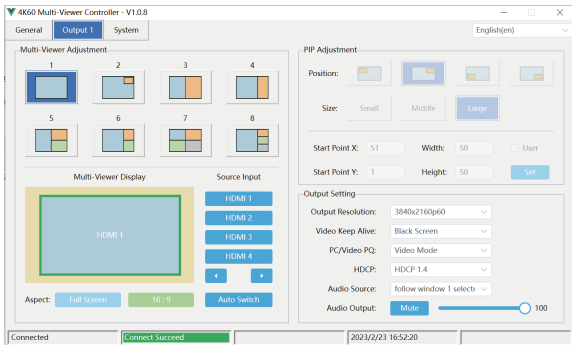 4K60 Multi-Viewer Controller - V1.0.8
General Output 1 System English(en)
Multi-Viewer Adjustment
1 2 3 4
5 6 7 8
Multi-Viewer Display Source Input
HDMI 1
HDMI 1
HDMI 2
HDMI 3
HDMI 4
Aspect: Full Screen 16 : 9 Auto Switch
PIP Adjustment
Position:
Size: Small Middle Large
Start Point X: 51 Width: 50 User
Start Point Y: 1 Height: 50 Set
Output Setting
Output Resolution: 3840x2160p60
Video Keep Alive: Black Screen
PC/Video PQ: Video Mode
HDCP: HDCP 1.4
Audio Source: follow window 1 selecti
Audio Output: Mute 100
Connected Connect Succeed 2023/2/23 16:52:20